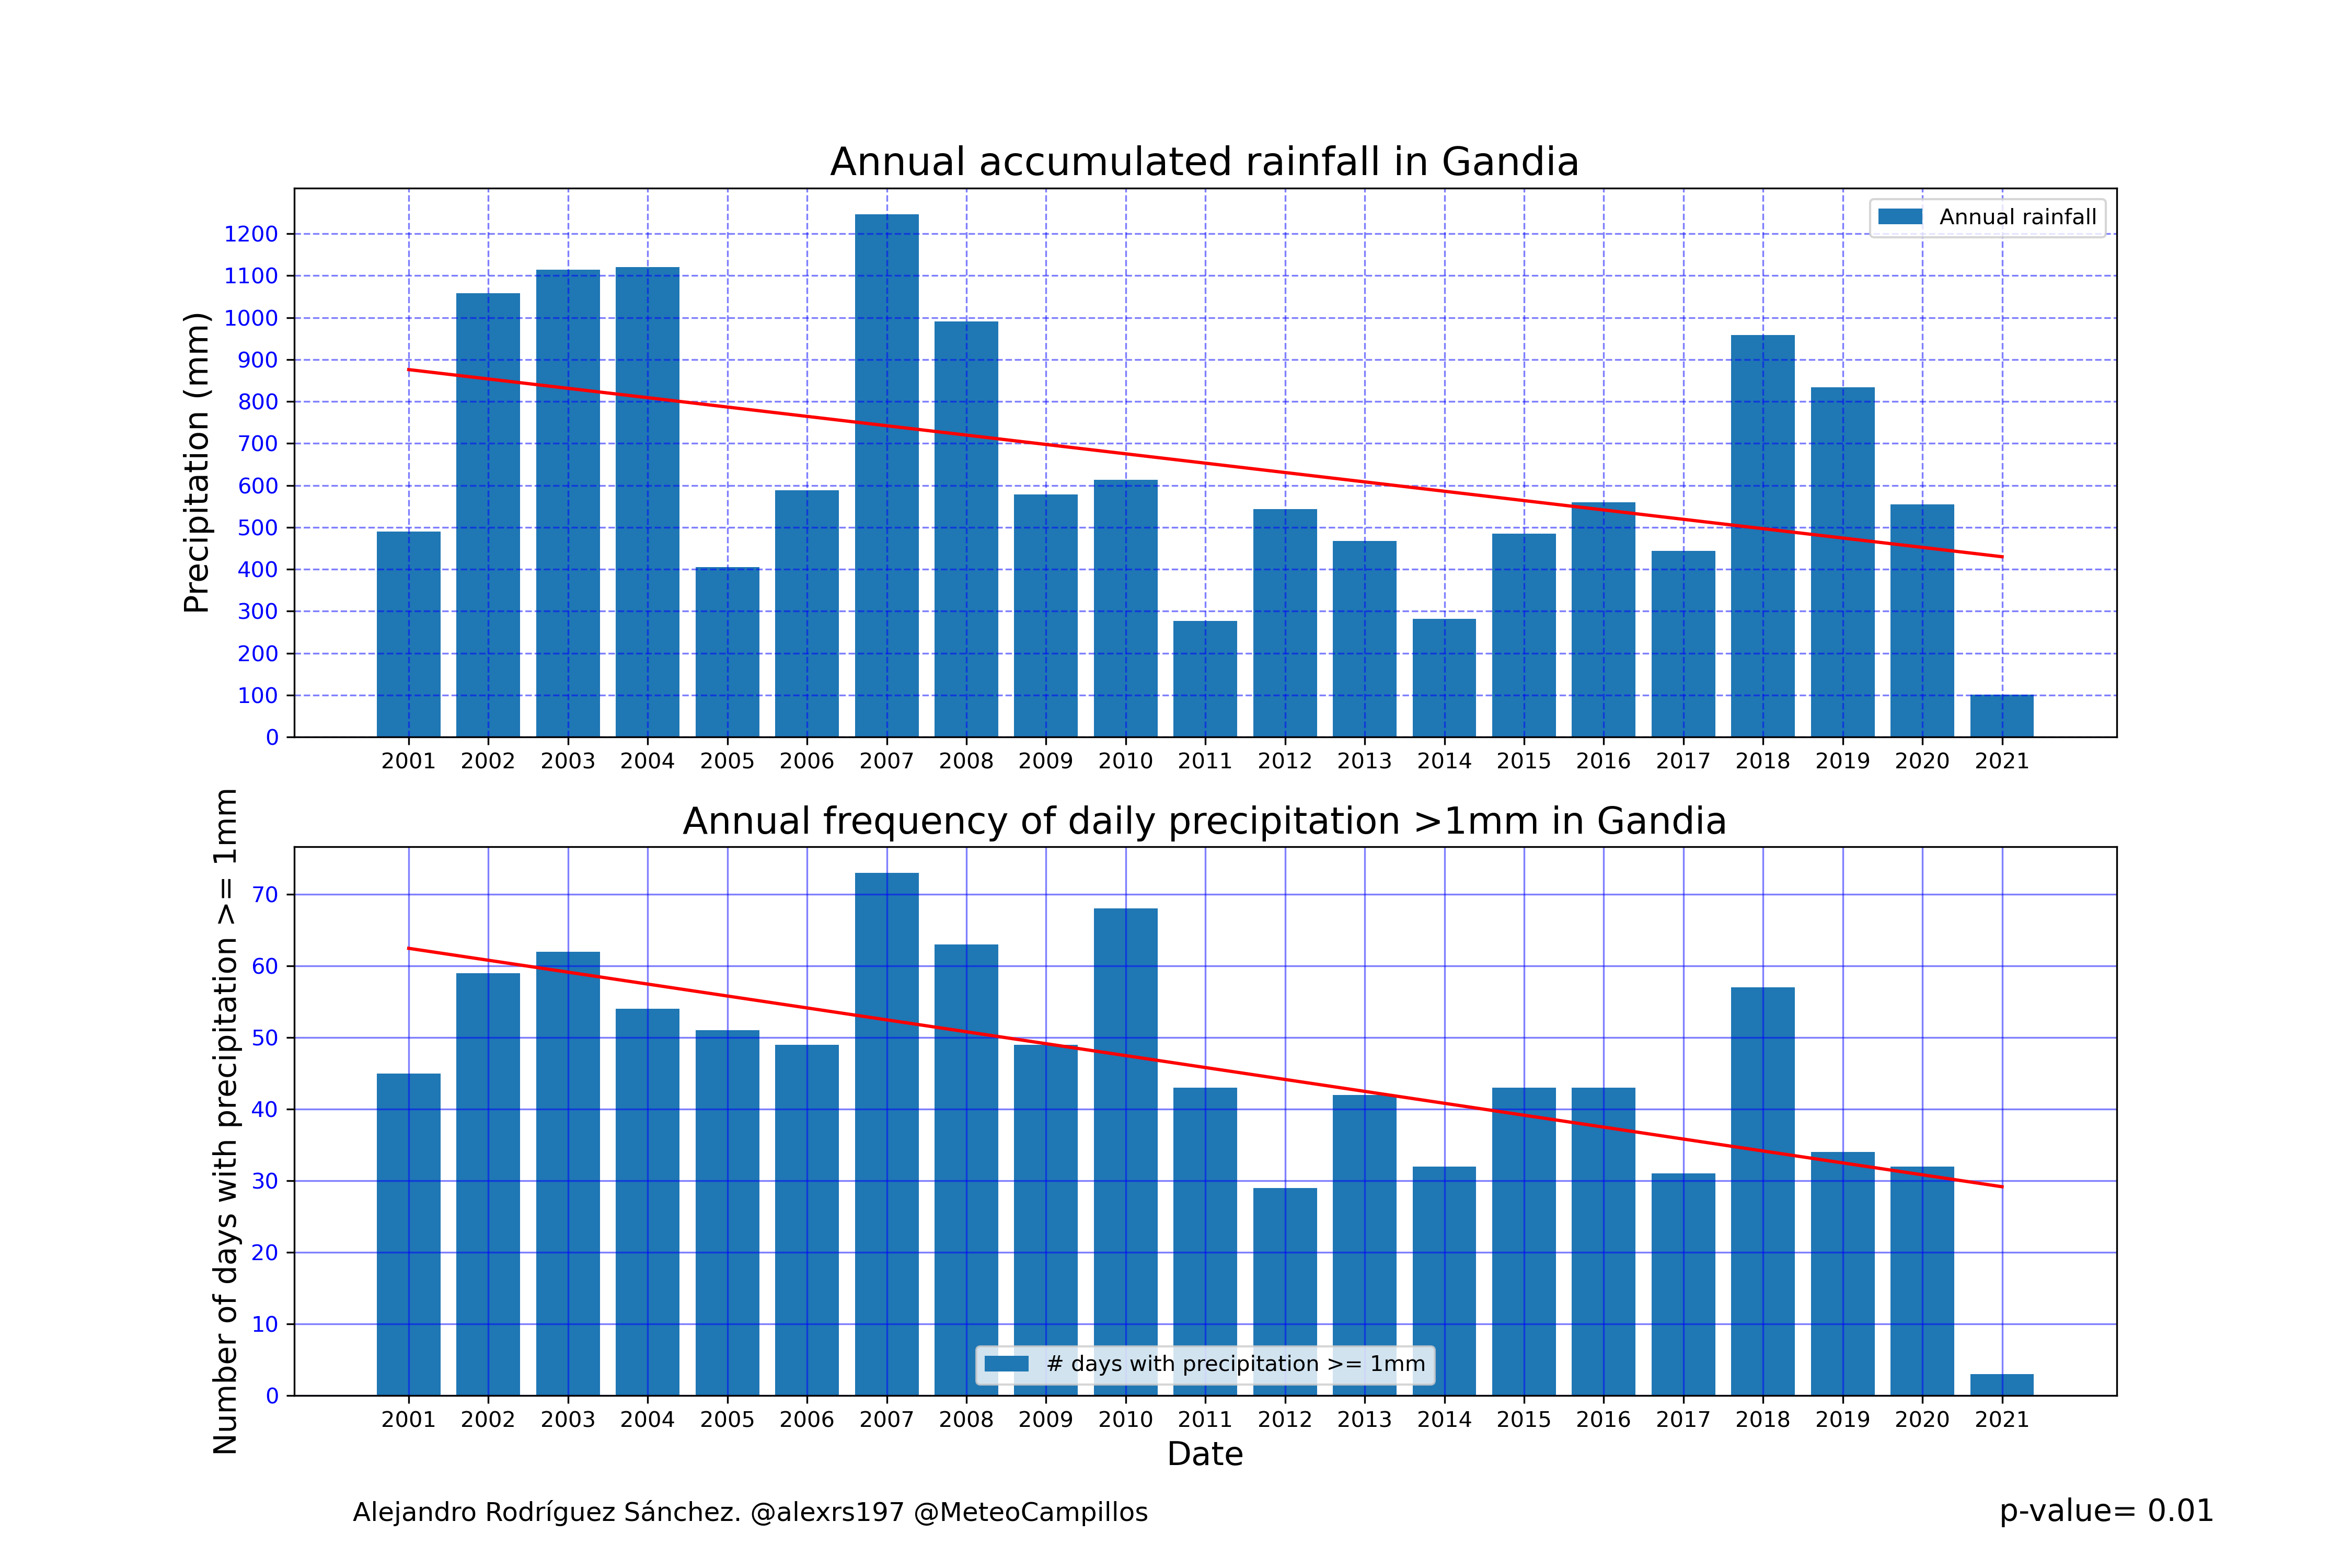 Annual accumulated rainfall in Gandia
Precipitation (mm)
1200
1100
1000
900
800
700
600
500
400
300
200
100
0
Annual rainfall
2001 2002 2003 2004 2005 2006 2007 2008 2009 2010 2011 2012 2013 2014 2015 2016 2017 2018 2019 2020 2021
Annual frequency of daily precipitation >1mm in Gandia
Number of days with precipitation >= 1mm
70
60
50
40
30
20
10
0
# days with precipitation >= 1mm
2001 2002 2003 2004 2005 2006 2007 2008 2009 2010 2011 2012 2013 2014 2015 2016 2017 2018 2019 2020 2021
Date
Alejandro Rodríguez Sánchez. @alexrs197 @MeteoCampillos
p-value= 0.01